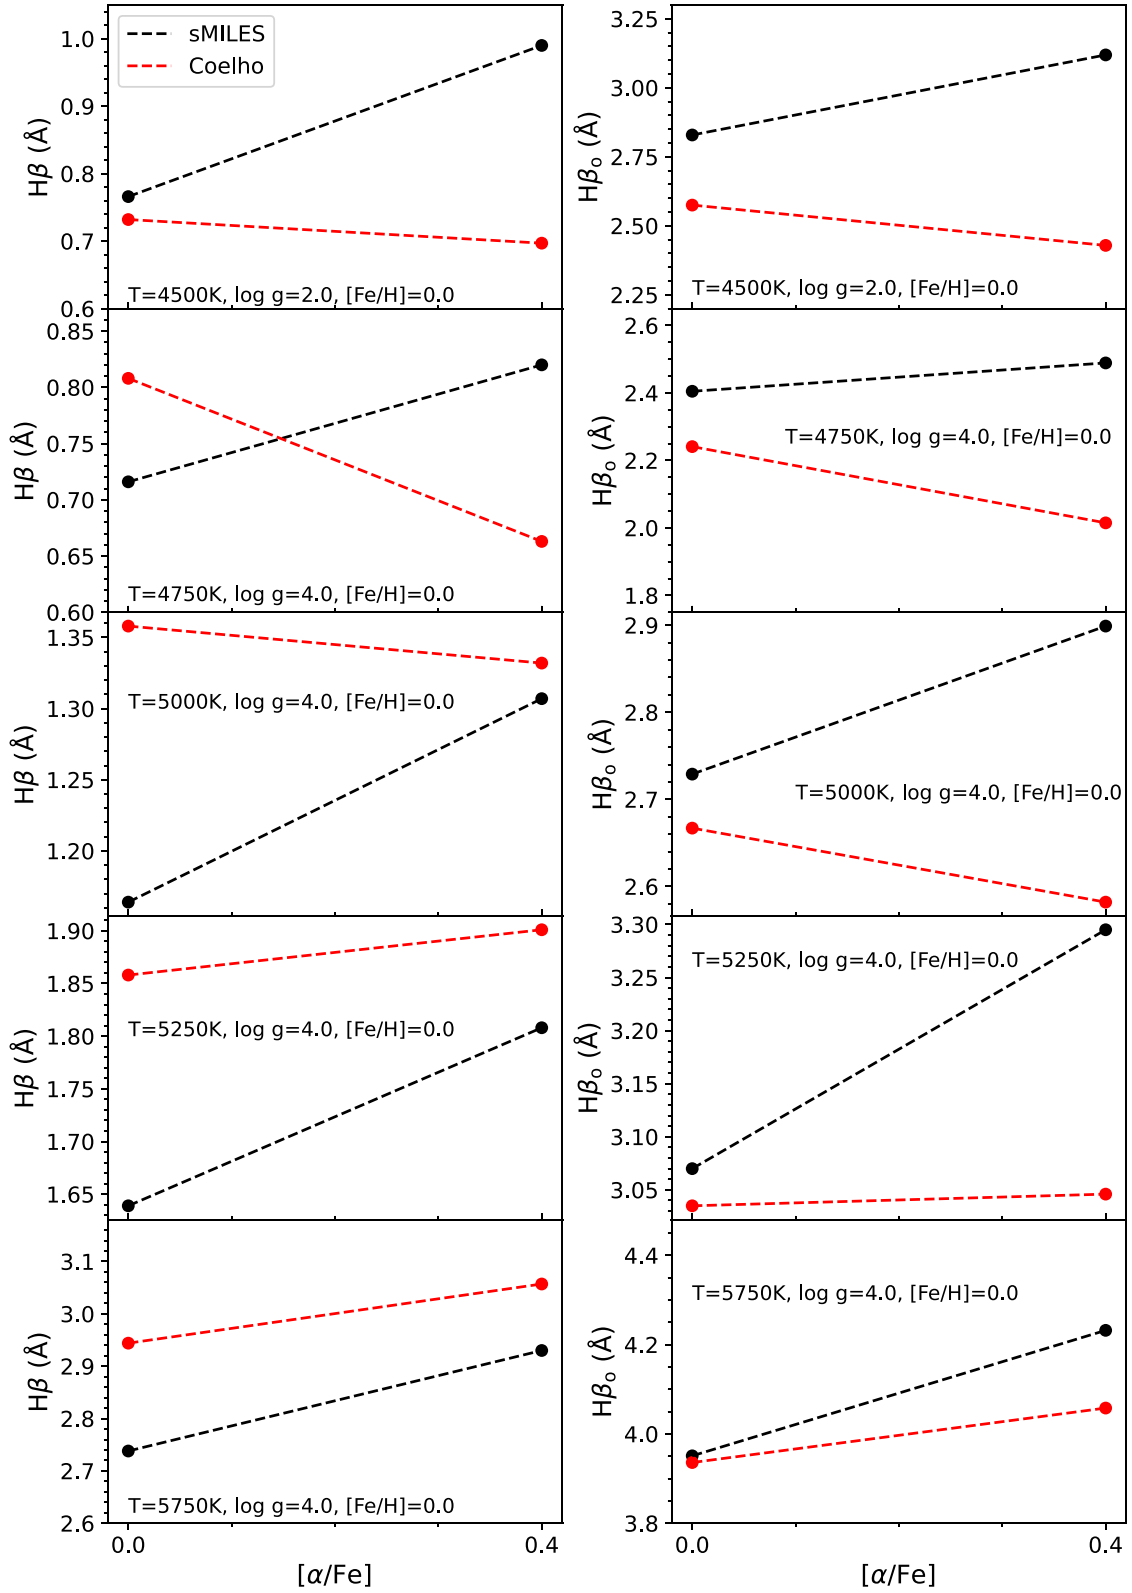 sMILES
Coelho
1.0
0.9
0.8
0.7
0.6
Hβ (Å)
T=4500K, log g=2.0, [Fe/H]=0.0
3.25
3.00
2.75
2.50
2.25
Hβo (Å)
T=4500K, log g=2.0, [Fe/H]=0.0
0.85
0.80
0.75
0.70
0.65
0.60
Hβ (Å)
T=4750K, log g=4.0, [Fe/H]=0.0
2.6
2.4
2.2
2.0
1.8
Hβo (Å)
T=4750K, log g=4.0, [Fe/H]=0.0
1.35
1.30
1.25
1.20
Hβ (Å)
T=5000K, log g=4.0, [Fe/H]=0.0
2.9
2.8
2.7
2.6
Hβo (Å)
T=5000K, log g=4.0, [Fe/H]=0.0
1.90
1.85
1.80
1.75
1.70
1.65
Hβ (Å)
T=5250K, log g=4.0, [Fe/H]=0.0
3.30
3.25
3.20
3.15
3.10
3.05
Hβo (Å)
T=5250K, log g=4.0, [Fe/H]=0.0
3.1
3.0
2.9
2.8
2.7
2.6
Hβ (Å)
T=5750K, log g=4.0, [Fe/H]=0.0
0.0
0.4
[α/Fe]
4.4
4.2
4.0
3.8
Hβo (Å)
T=5750K, log g=4.0, [Fe/H]=0.0
0.0
0.4
[α/Fe]